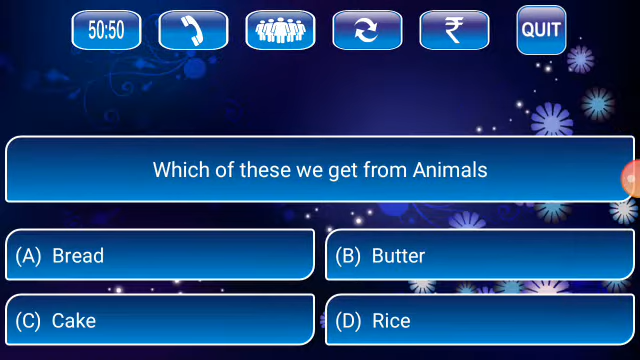 50:50
₹
QUIT
Which of these we get from Animals
(A) Bread
(B) Butter
(C) Cake
(D) Rice